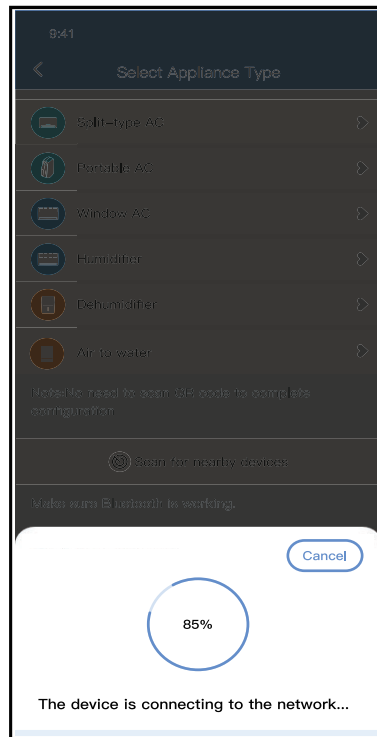 9:41
Select Appliance Type
Split-type AC
Portable AC
Window AC
Humidifier
Dehumidifier
Air to water
Note:No need to scan QR code to complete
configuration
Scan for nearby devices
Make sure Bluetooth is working.
Cancel
85%
The device is connecting to the network...